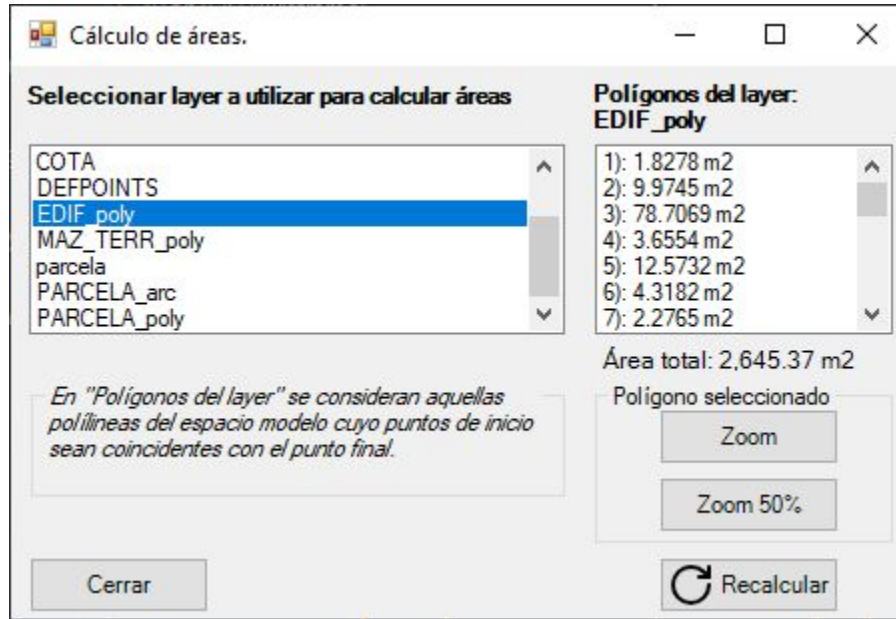 Cálculo de áreas.
Seleccionar layer a utilizar para calcular áreas
COTA
DEFPOINTS
EDIF_poly
MAZ_TERR_poly
parcela
PARCELA_arc
PARCELA_poly
En "Polígonos del layer" se consideran aquellas
polílineas del espacio modelo cuyo puntos de inicio
sean coincidentes con el punto final.
Cerrar
Polígonos del layer:
EDIF_poly
1): 1.8278 m2
2): 9.9745 m2
3): 78.7069 m2
4): 3.6554 m2
5): 12.5732 m2
6): 4.3182 m2
7): 2.2765 m2
Área total: 2,645.37 m2
Polígono seleccionado
Zoom
Zoom 50%
Recalcular